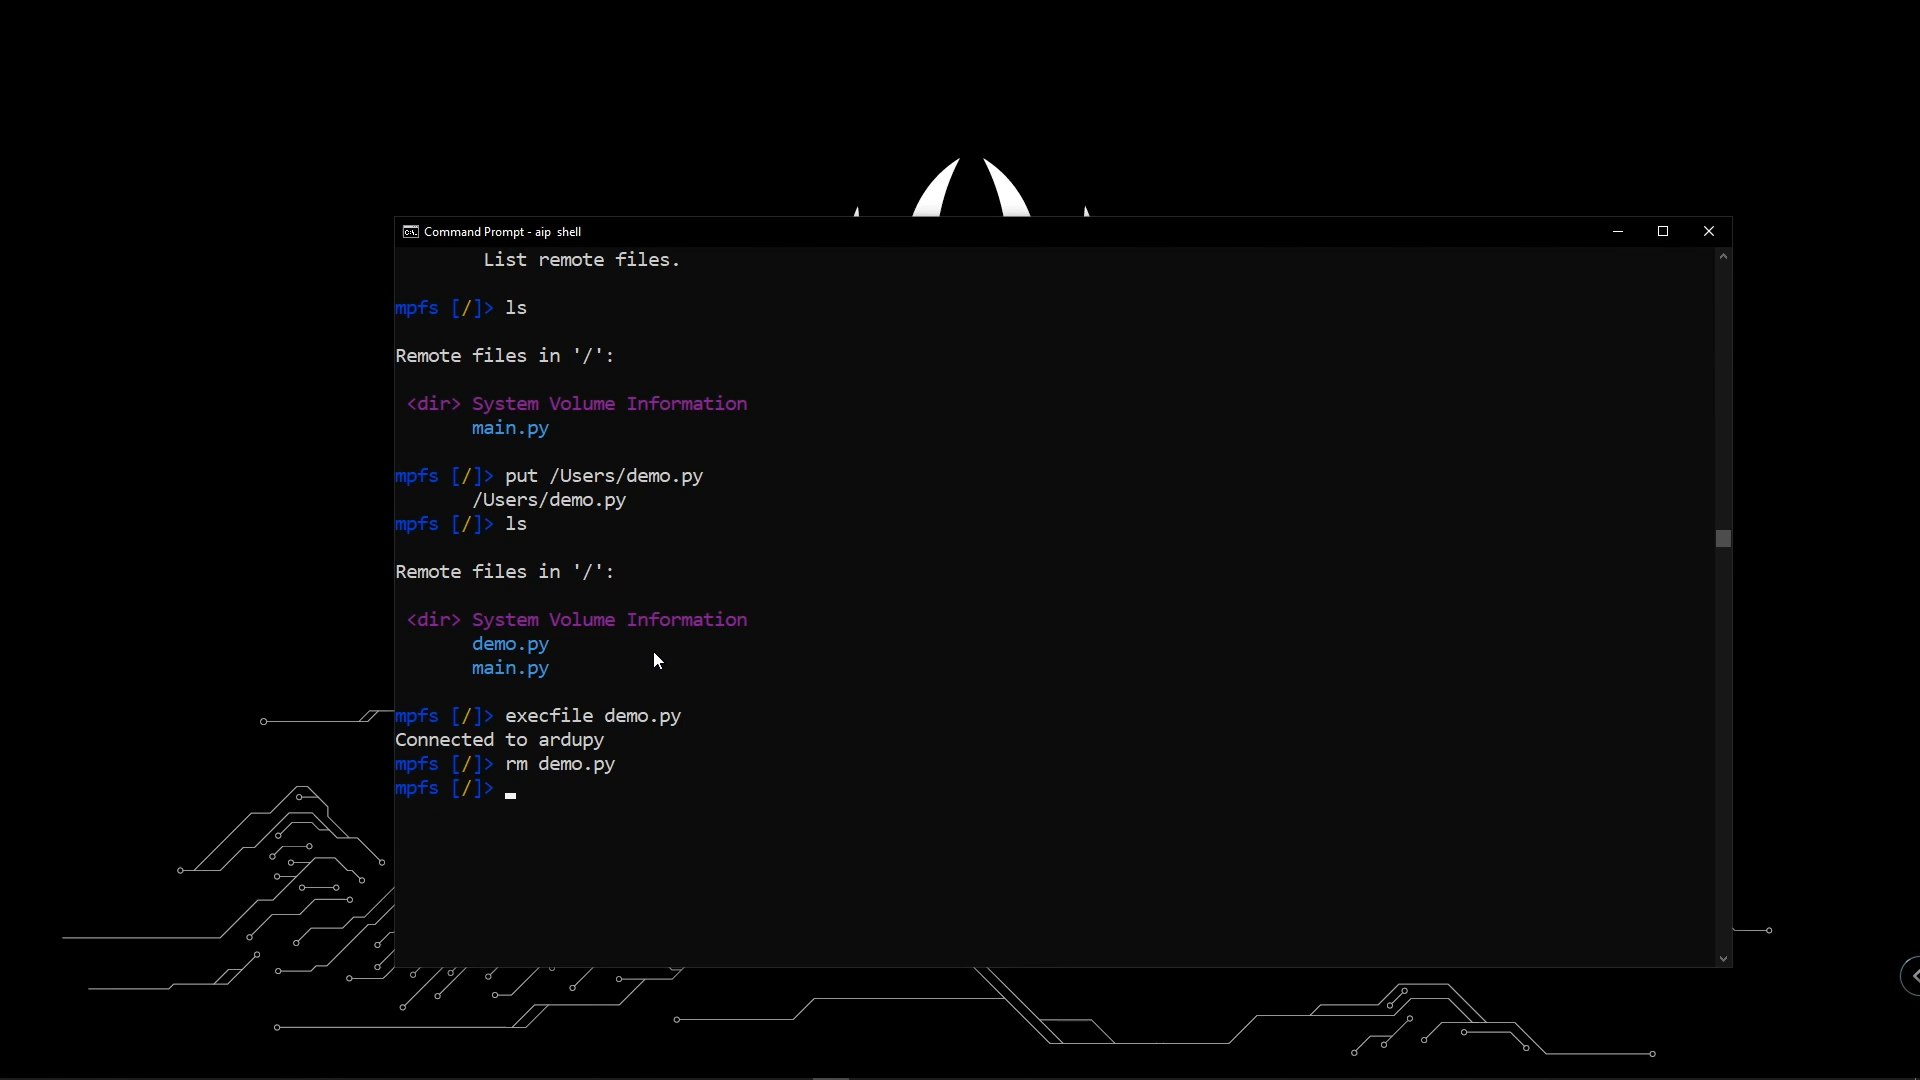 Command Prompt - aip shell
List remote files.
mpfs [/]> ls
Remote files in '/':
<dir> System Volume Information
main.py
mpfs [/]> put /Users/demo.py
/Users/demo.py
mpfs [/]> ls
Remote files in '/':
<dir> System Volume Information
demo.py
main.py
mpfs [/]> execfile demo.py
Connected to ardupy
mpfs [/]> rm demo.py
mpfs [/]>